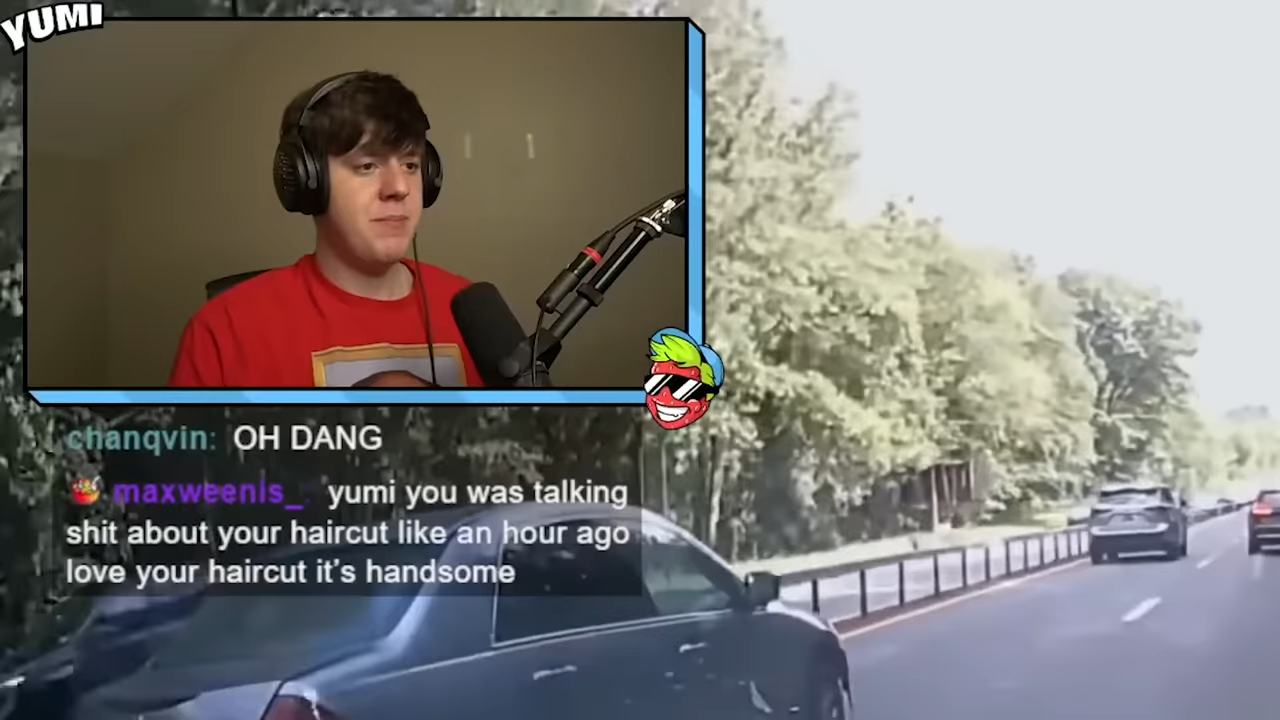 YUMI
chanqvin: OH DANG
maxweenis_: yumi you was talking
shit about your haircut like an hour ago
love your haircut it's handsome